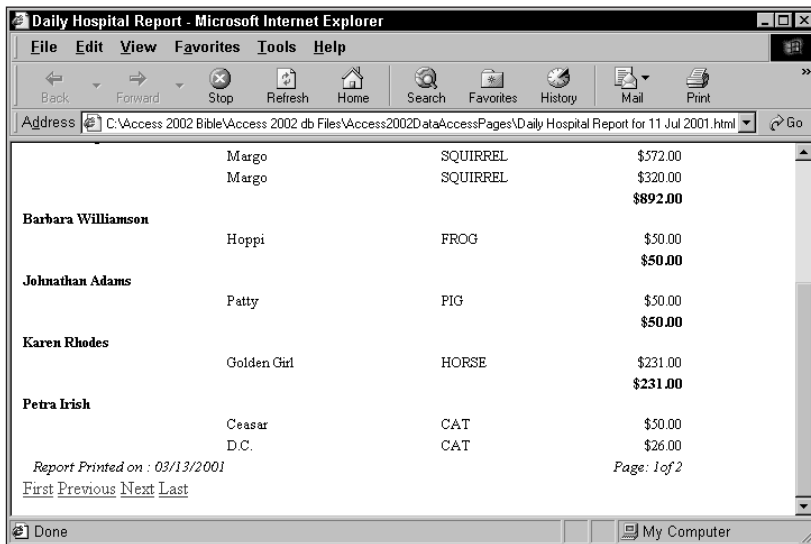 Daily Hospital Report - Microsoft Internet Explorer
File Edit View Favorites Tools Help
Back Forward Stop Refresh Home Search Favorites History Mail Print »
Address C:\Access 2002 Bible\Access 2002 db Files\Access2002DataAccessPages\Daily Hospital Report for 11 Jul 2001.html Go
Margo SQUIRREL $572.00
Margo SQUIRREL $320.00
$892.00
Barbara Williamson
Hoppi FROG $50.00
$50.00
Johnathan Adams
Patty PIG $50.00
$50.00
Karen Rhodes
Golden Girl HORSE $231.00
$231.00
Petra Irish
Ceasar CAT $50.00
D.C. CAT $26.00
Report Printed on : 03/13/2001 Page: 1of 2
First Previous Next Last
Done My Computer